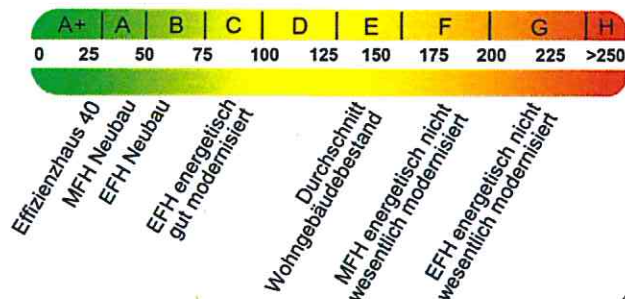 A+ A B C D E F G H
0 25 50 75 100 125 150 175 200 225 >250
Effizienzhaus 40
MFH Neubau
EFH Neubau
EFH energetisch
gut modernisiert
Durchschnitt
Wohngebäudebestand
MFH energetisch nicht
wesentlich modernisiert
EFH energetisch nicht
wesentlich modernisiert